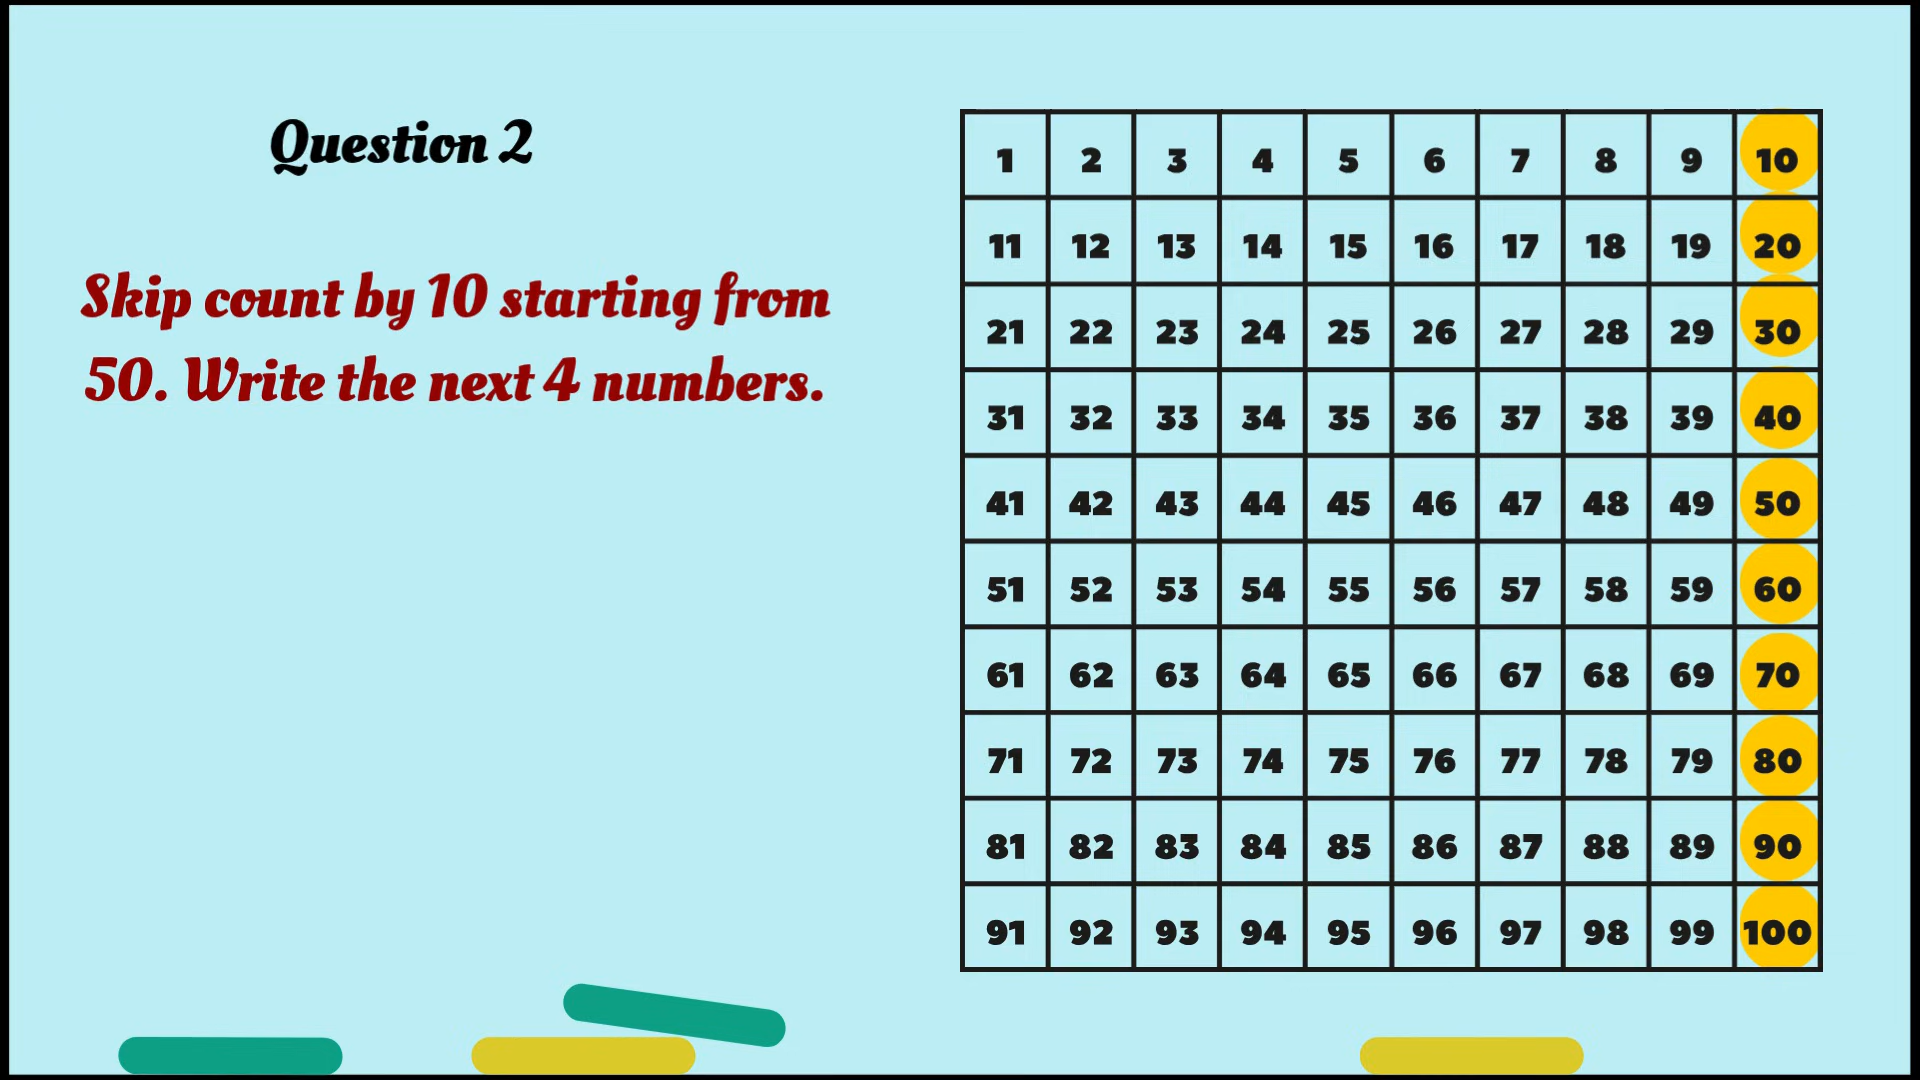 Question 2
Skip count by 10 starting from
50. Write the next 4 numbers.
1 2 3 4 5 6 7 8 9 10
11 12 13 14 15 16 17 18 19 20
21 22 23 24 25 26 27 28 29 30
31 32 33 34 35 36 37 38 39 40
41 42 43 44 45 46 47 48 49 50
51 52 53 54 55 56 57 58 59 60
61 62 63 64 65 66 67 68 69 70
71 72 73 74 75 76 77 78 79 80
81 82 83 84 85 86 87 88 89 90
91 92 93 94 95 96 97 98 99 100